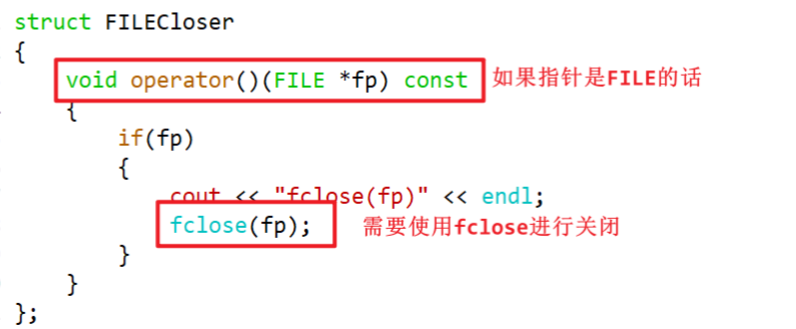 struct FILECloser
{
void operator()(FILE *fp) const 如果指针是FILE的话
{
if(fp)
{
cout << "fclose(fp)" << endl;
fclose(fp); 需要使用fclose进行关闭
}
}
};